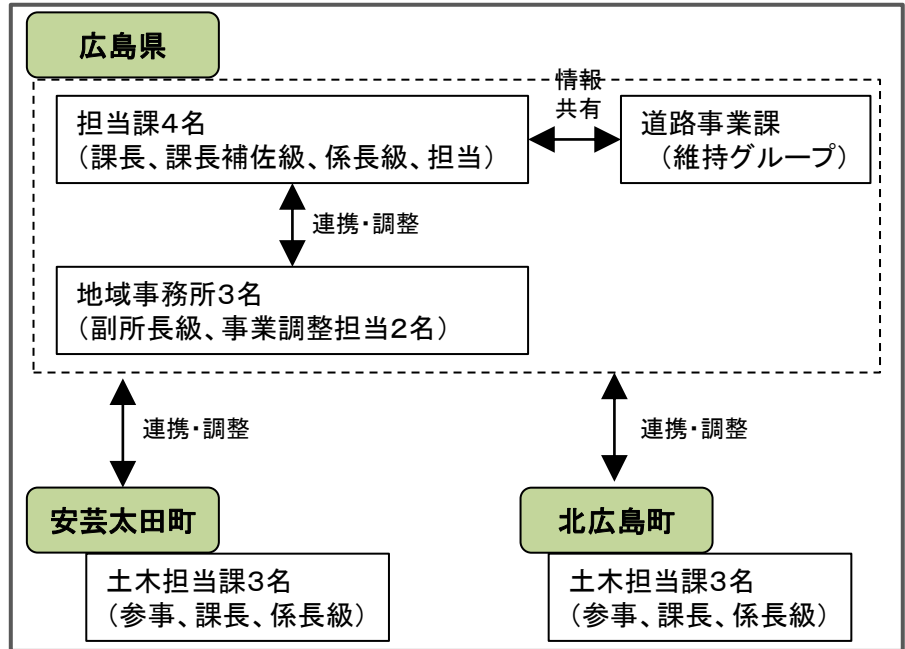 広島県
情報
共有
担当課4名
(課長、課長補佐級、係長級、担当)
道路事業課
(維持グループ)
連携・調整
地域事務所3名
(副所長級、事業調整担当2名)
連携・調整
連携・調整
安芸太田町
北広島町
土木担当課3名
(参事、課長、係長級)
土木担当課3名
(参事、課長、係長級)